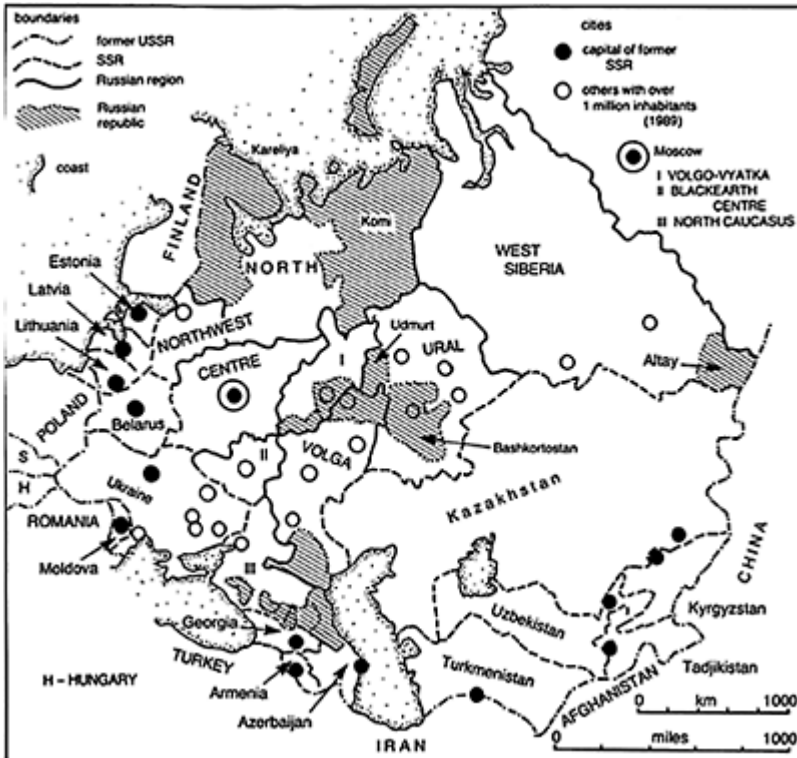 boundaries
former USSR
SSR
Russian region
Russian
republic
coast
cities
capital of former
SSR
others with over
1 million inhabitants
(1989)
Moscow
I VOLGO-VYATKA
II BLACKEARTH
CENTRE
III NORTH CAUCASUS
Kareliya
FINLAND
Komi
NORTH
WEST
SIBERIA
Estonia
Latvia
Lithuania
NORTHWEST
Udmurt
CENTRE
I
URAL
Altay
POLAND
Belarus
Bashkortostan
II
VOLGA
S
H
Ukraine
Kazakhstan
ROMANIA
Moldova
III
CHINA
Georgia
Uzbekistan
Kyrgyzstan
TURKEY
H – HUNGARY
Armenia
Turkmenistan
Tadjikistan
Azerbaijan
AFGHANISTAN
IRAN
0 1000
km
0 1000
miles